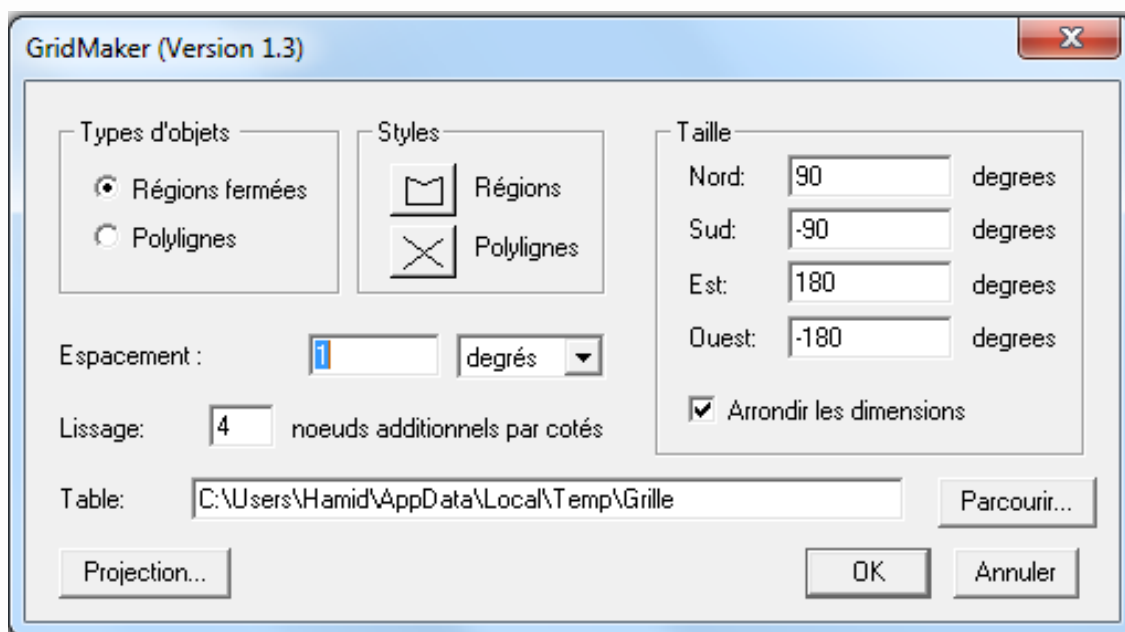 GridMaker (Version 1.3)
Types d'objets
Régions fermées
Polylignes
Styles
Régions
Polylignes
Taille
Nord: 90 degrees
Sud: -90 degrees
Est: 180 degrees
Ouest: -180 degrees
Arrondir les dimensions
Espacement : 1 degrés
Lissage: 4 noeuds additionnels par cotés
Table: C:\Users\Hamid\AppData\Local\Temp\Grille Parcourir...
Projection... OK Annuler